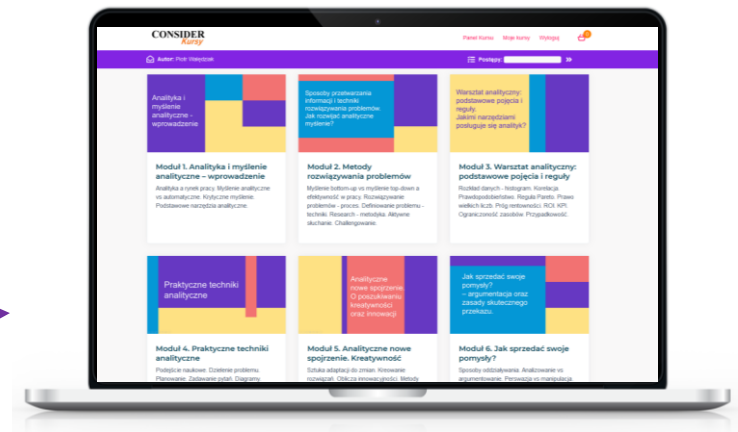 CONSIDER
Kursy
Panel Kursu Moje kursy Wyloguj
Autor: Piotr Wałędziak
Postępy:
Analityka i
myślenie
analityczne -
wprowadzenie
Sposoby przetwarzania
informacji i techniki
rozwiązywania problemów.
Jak rozwijać analityczne
myślenie?
Warsztat analityczny:
podstawowe pojęcia i
reguły.
Jakimi narzędziami
posługuje się analityk?
Moduł 1. Analityka i myślenie
analityczne – wprowadzenie
Analityka a rynek pracy. Myślenie analityczne
vs automatyczne. Krytyczne myślenie.
Podstawowe narzędzia analityczne.
Moduł 2. Metody
rozwiązywania problemów
Myślenie bottom-up vs myślenie top-down a
efektywność w pracy. Rozwiązywanie
problemów - proces. Definiowanie problemu -
techniki. Research - metodyka. Aktywne
słuchanie. Challengowanie.
Moduł 3. Warsztat analityczny:
podstawowe pojęcia i reguły
Rozkład danych - histogram. Korelacja.
Prawdopodobieństwo. Reguła Pareto. Prawo
wielkich liczb. Próg rentowności. ROI. KPI.
Ograniczoność zasobów. Przypadkowość.
Praktyczne techniki
analityczne
Analityczne
nowe spojrzenie
O poszukiwaniu
kreatywności
oraz innowacji
Jak sprzedać swoje
pomysły?
– argumentacja oraz
zasady skutecznego
przekazu.
Moduł 4. Praktyczne techniki
analityczne
Podejście naukowe. Dzielenie problemu.
Planowanie. Zadawanie pytań. Diagramy
Moduł 5. Analityczne nowe
spojrzenie. Kreatywność
Sztuka adaptacji do zmian. Kreowanie
rozwiązań. Oblicza innowacyjności. Metody
Moduł 6. Jak sprzedać swoje
pomysły?
Sposoby oddziaływania. Analizowanie vs
argumentowanie. Perswazja vs manipulacja